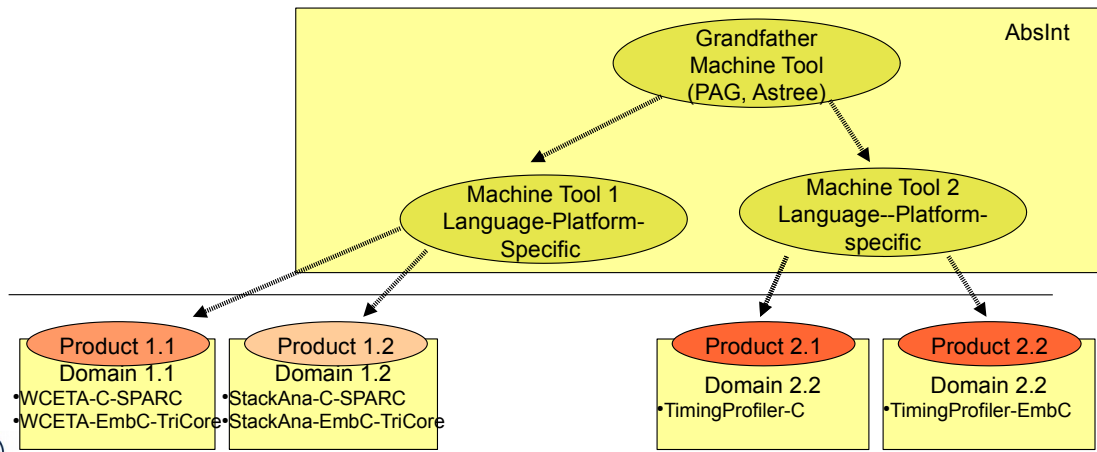 AbsInt
Grandfather
Machine Tool
(PAG, Astree)
Machine Tool 1
Language-Platform-
Specific
Machine Tool 2
Language--Platform-
specific
Product 1.1
Domain 1.1
•WCETA-C-SPARC
•WCETA-EmbC-TriCore
Product 1.2
Domain 1.2
•StackAna-C-SPARC
•StackAna-EmbC-TriCore
Product 2.1
Domain 2.2
•TimingProfiler-C
Product 2.2
Domain 2.2
•TimingProfiler-EmbC